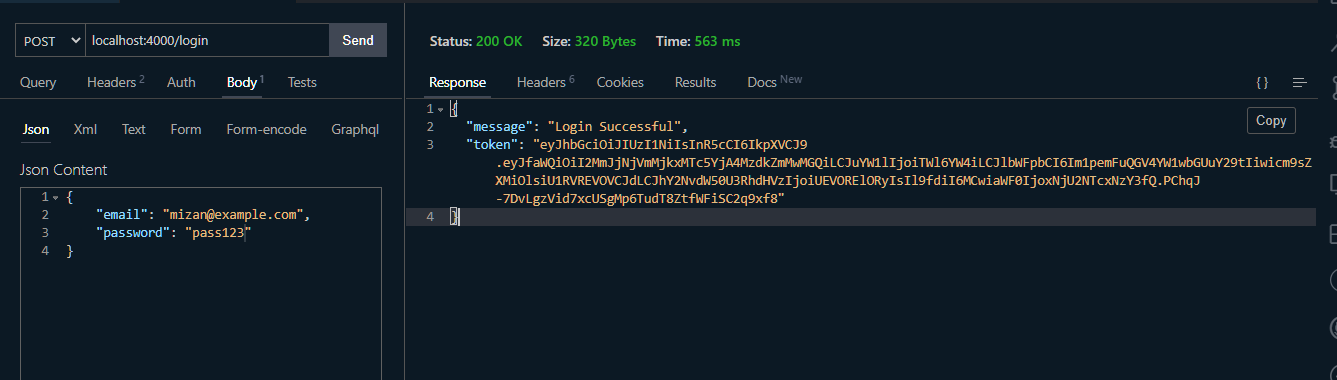 POST localhost:4000/login Send
Status: 200 OK Size: 320 Bytes Time: 563 ms
Query Headers 2 Auth Body 1 Tests
Response Headers 6 Cookies Results Docs New
{ }
Json Xml Text Form Form-encode Graphql
Json Content
1 {
2 "email": "mizan@example.com",
3 "password": "pass123"
4 }
1 {
Copy
2 "message": "Login Successful",
3 "token": "eyJhbGciOiJIUzI1NiIsInR5cCI6IkpXVCJ9
.eyJfaWQiOiI2MmJjNjVmMjkxMTc5YjA4MzdkZmMwMGQiLCJuYW1lIjoiTWl6YW4iLCJlbWFpbCI6Im1pemFuQGV4YW1wbGUuY29tIiwicm9sZ
XMiOlsiU1RVREVOVCJdLCJhY2NvdW50U3RhdHVzIjoiUEVORElORyIsIl9fdiI6MCwiaWF0IjoxNjU2NTcxNzY3fQ.PChqJ
-7DvLgzVid7xcUSgMp6TudT8ZtfWFiSC2q9xf8"
4 }